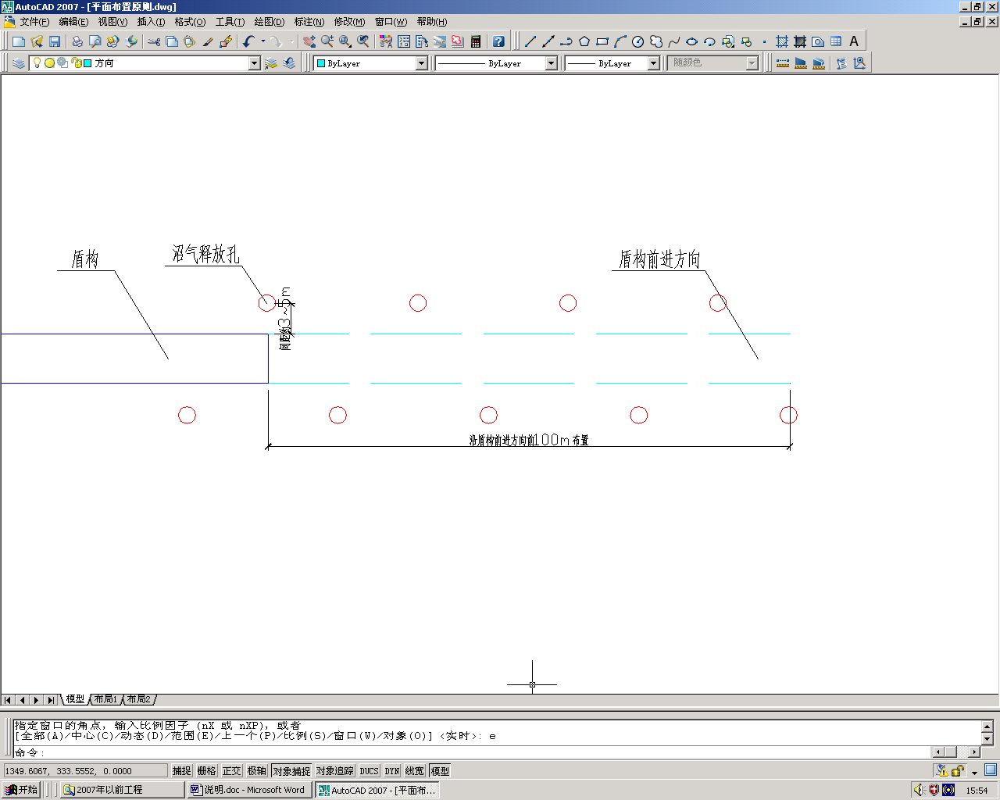 AutoCAD 2007 - [平面布置原则.dwg]
文件(F) 编辑(E) 视图(V) 插入(I) 格式(O) 工具(T) 绘图(D) 标注(N) 修改(M) 窗口(W) 帮助(H)
方向 ByLayer ByLayer ByLayer 随颜色
盾构
沼气释放孔
盾构前进方向
间距约3~5m
沿盾构前进方向前100m布置
模型 布局1 布局2
指定窗口的角点, 输入比例因子 (nX 或 nXP), 或者
[全部(A)/中心(C)/动态(D)/范围(E)/上一个(P)/比例(S)/窗口(W)/对象(O)] <实时>: e
命令:
1349.6067, 333.5552, 0.0000 捕捉 栅格 正交 极轴 对象捕捉 对象追踪 DUCS DYN 线宽 模型
开始 2007年以前工程 说明.doc - Microsoft Word AutoCAD 2007 - [平面布... 15:54